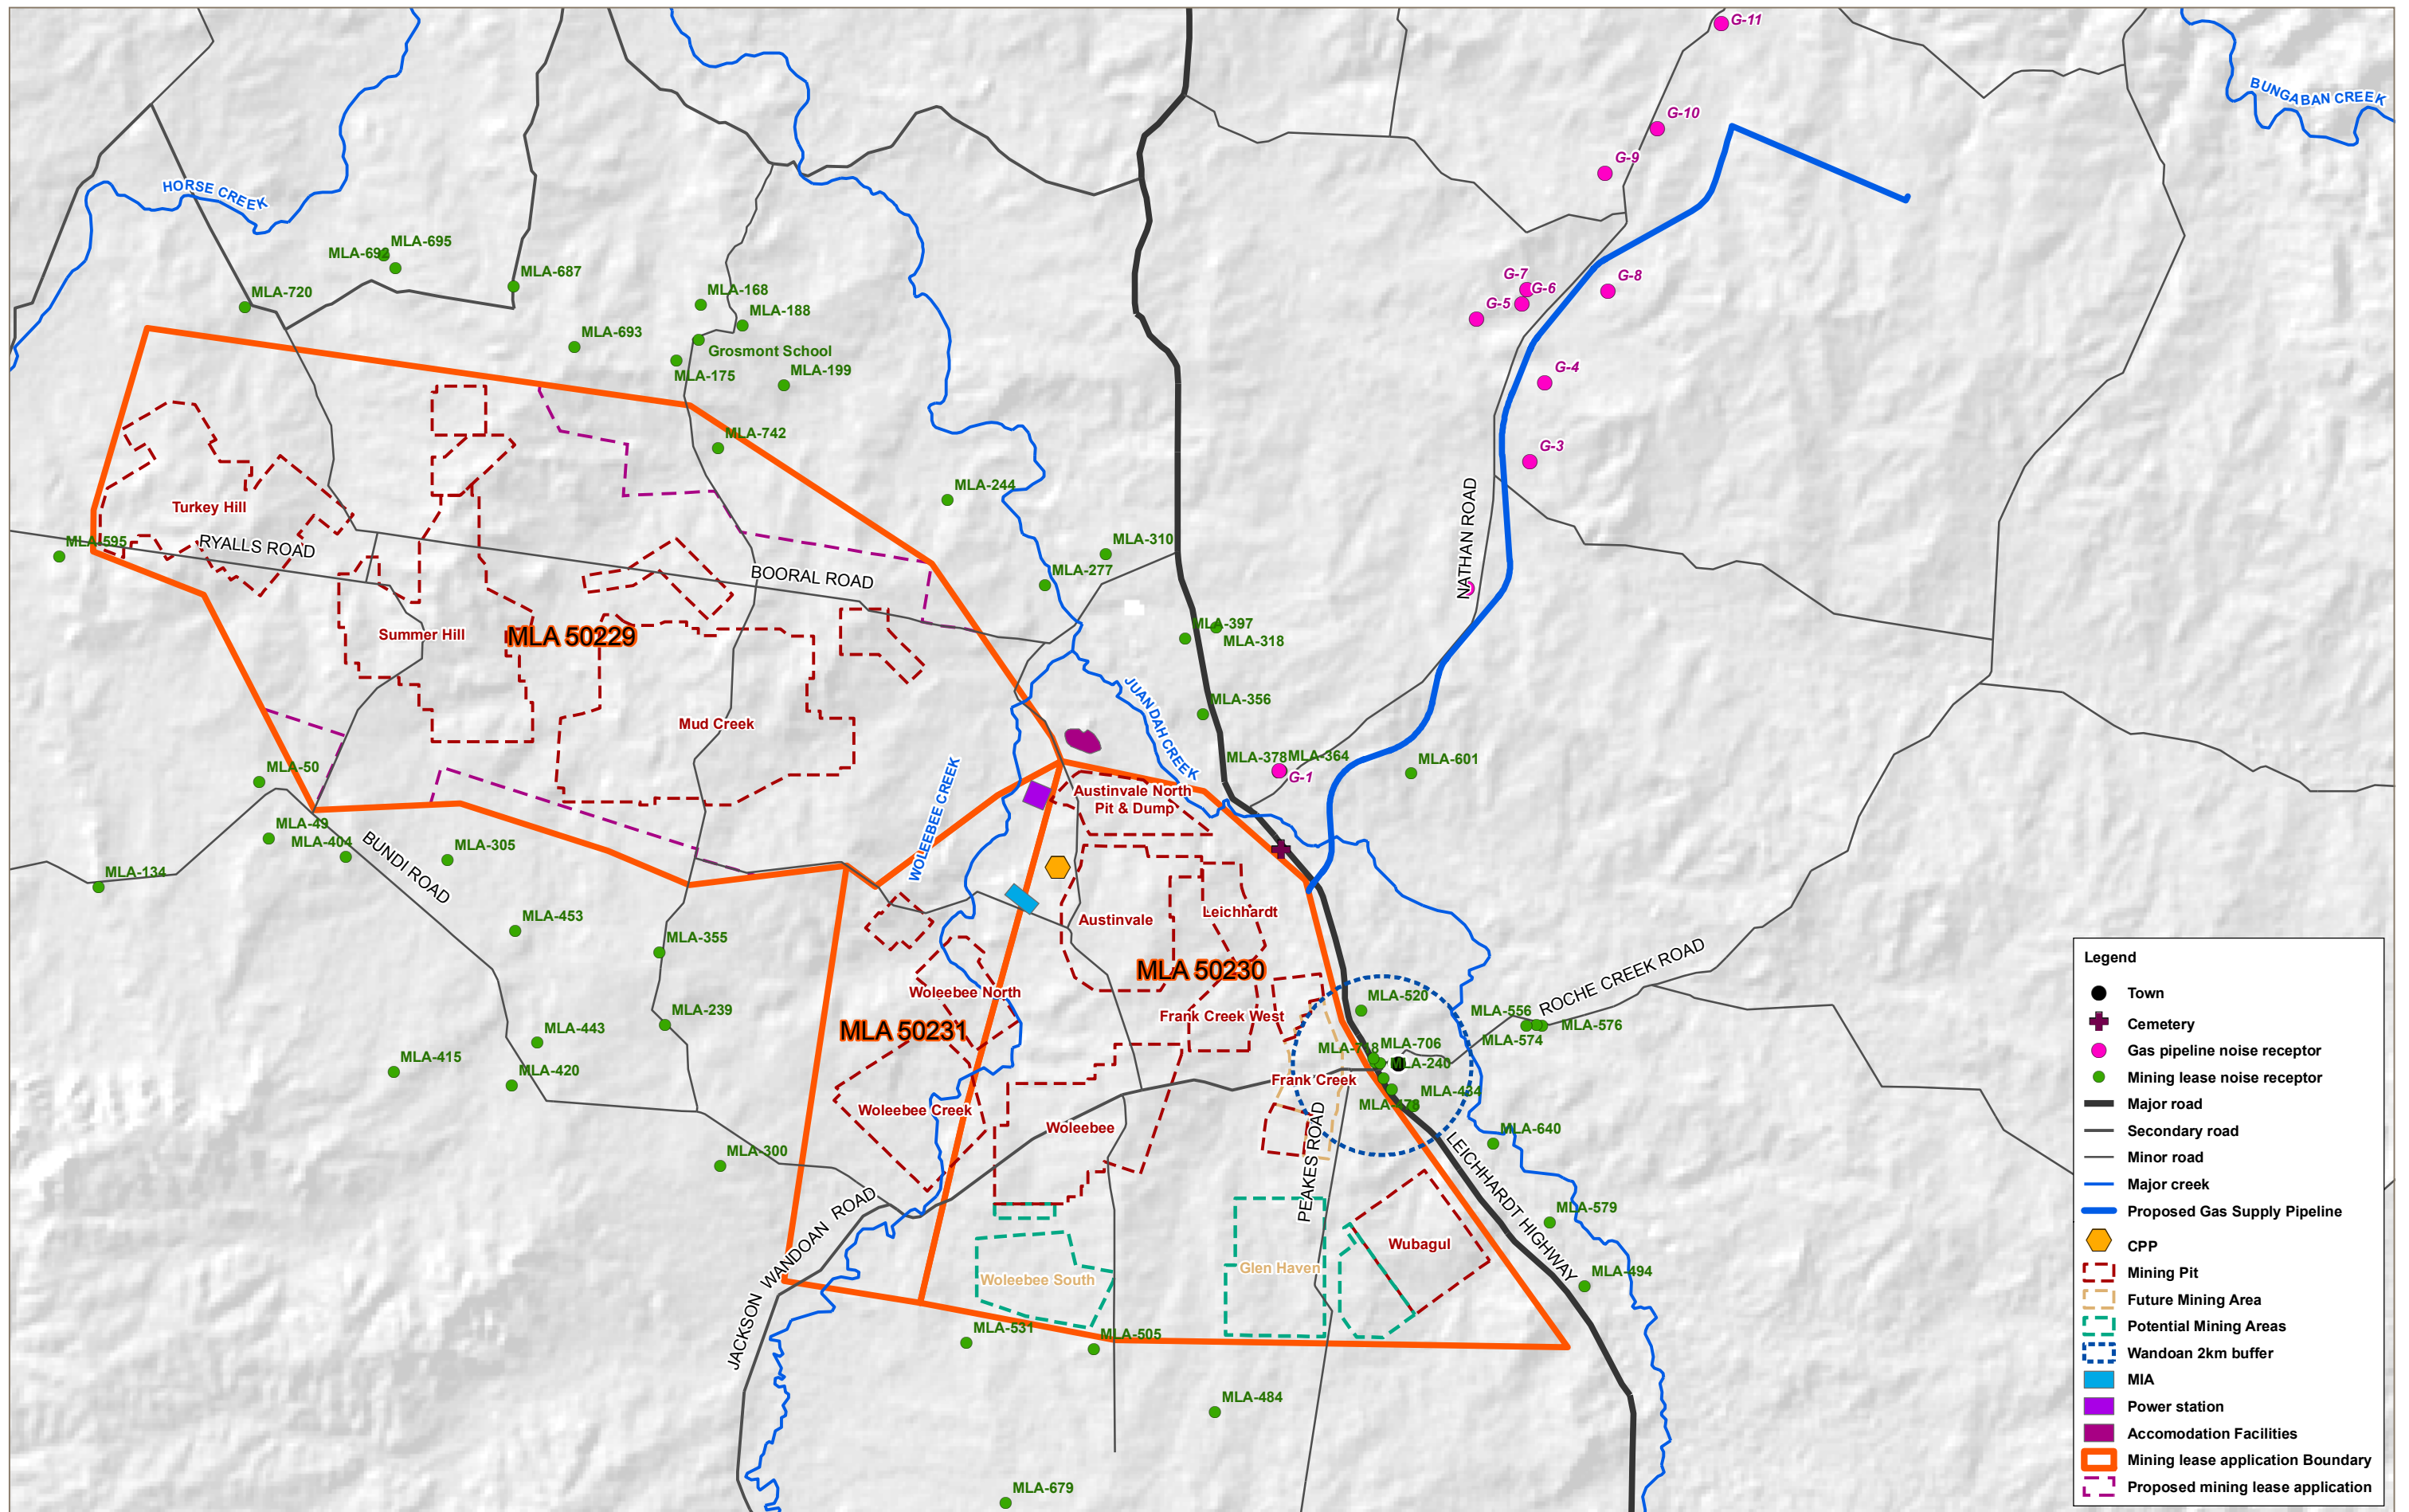 G-11
BUNGABAN CREEK
G-10
G-9
HORSE CREEK
MLA-695
MLA-692
MLA-687
G-7
G-8
G-6
MLA-720
MLA-168
G-5
MLA-188
MLA-693
Grosmont School
MLA-175
MLA-199
G-4
MLA-742
G-3
MLA-244
Turkey Hill
NATHAN ROAD
MLA-595
RYALLS ROAD
MLA-310
MLA-277
BOORAL ROAD
MLA-397
MLA-318
Summer Hill
MLA 50229
JUANDAH CREEK
MLA-356
Mud Creek
MLA-378
MLA-364
MLA-601
MLA-50
G-1
Austinvale North
Pit & Dump
WOLEEBEE CREEK
MLA-49
MLA-404
BUNDI ROAD
MLA-305
MLA-134
MLA-453
Austinvale
Leichhardt
MLA-355
MLA 50230
ROCHE CREEK ROAD
Woleebee North
MLA-520
MLA-239
MLA 50231
Frank Creek West
MLA-556
MLA-576
MLA-574
MLA-443
MLA-718
MLA-706
MLA-415
MLA-240
MLA-420
Frank Creek
MLA-434
Woleebee Creek
MLA-476
Woleebee
MLA-640
MLA-300
PEAKES ROAD
LEICHHARDT HIGHWAY
JACKSON WANDOAN ROAD
MLA-579
Wubagul
Woleebee South
Glen Haven
MLA-494
MLA-531
MLA-505
MLA-484
MLA-679
Legend
Town
Cemetery
Gas pipeline noise receptor
Mining lease noise receptor
Major road
Secondary road
Minor road
Major creek
Proposed Gas Supply Pipeline
CPP
Mining Pit
Future Mining Area
Potential Mining Areas
Wandoan 2km buffer
MIA
Power station
Accomodation Facilities
Mining lease application Boundary
Proposed mining lease application